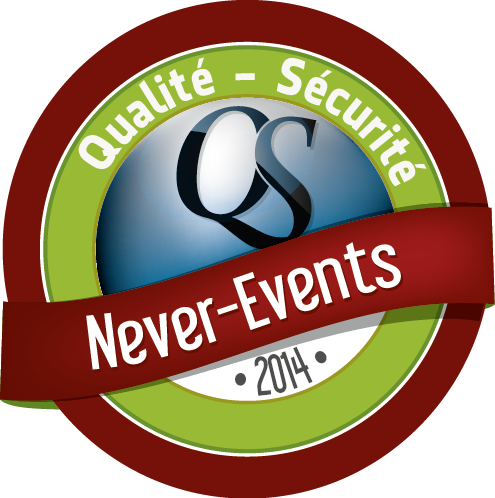 Qualité - Sécurité
QS
Never-Events
• 2014 •